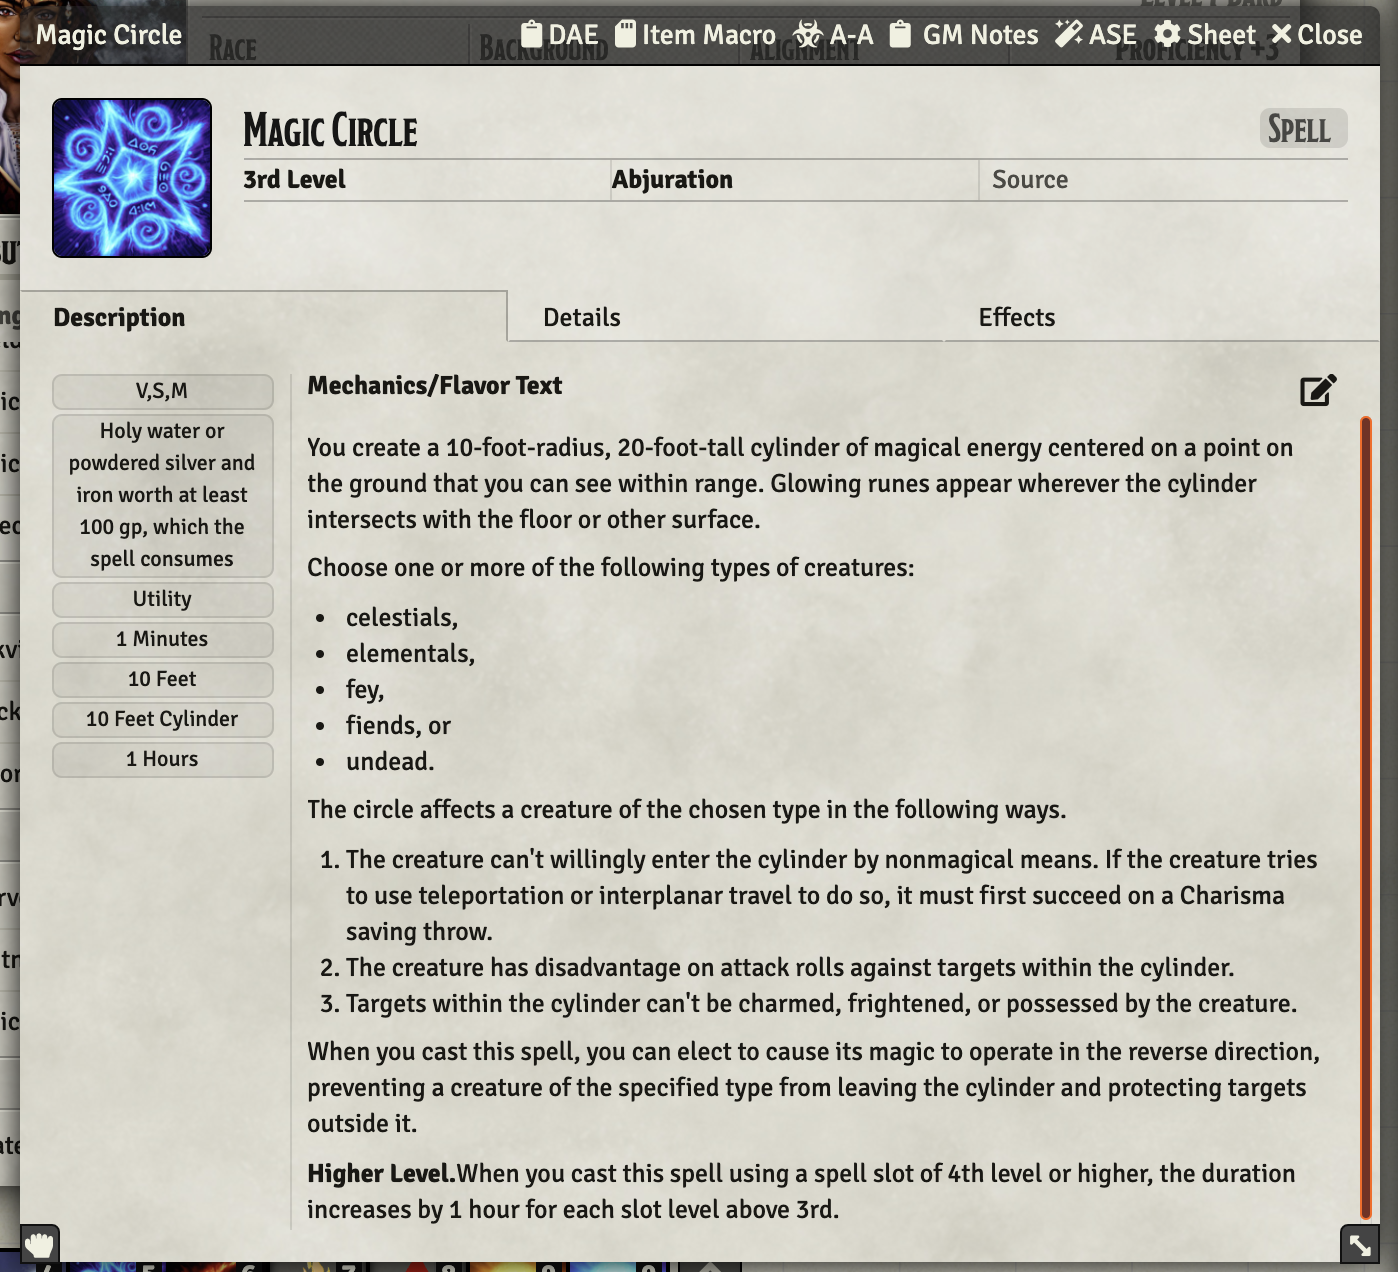 Magic Circle
DAE
Item Macro
A-A
GM Notes
ASE
Sheet
Close
RACE
BACKGROUND
ALIGNMENT
PROFICIENCY +3
MAGIC CIRCLE
SPELL
3rd Level
Abjuration
Source
Description
Details
Effects
V,S,M
Holy water or
powdered silver and
iron worth at least
100 gp, which the
spell consumes
Utility
1 Minutes
10 Feet
10 Feet Cylinder
1 Hours
Mechanics/Flavor Text
You create a 10-foot-radius, 20-foot-tall cylinder of magical energy centered on a point on
the ground that you can see within range. Glowing runes appear wherever the cylinder
intersects with the floor or other surface.
Choose one or more of the following types of creatures:
• celestials,
• elementals,
• fey,
• fiends, or
• undead.
The circle affects a creature of the chosen type in the following ways.
1. The creature can't willingly enter the cylinder by nonmagical means. If the creature tries
to use teleportation or interplanar travel to do so, it must first succeed on a Charisma
saving throw.
2. The creature has disadvantage on attack rolls against targets within the cylinder.
3. Targets within the cylinder can't be charmed, frightened, or possessed by the creature.
When you cast this spell, you can elect to cause its magic to operate in the reverse direction,
preventing a creature of the specified type from leaving the cylinder and protecting targets
outside it.
Higher Level.When you cast this spell using a spell slot of 4th level or higher, the duration
increases by 1 hour for each slot level above 3rd.